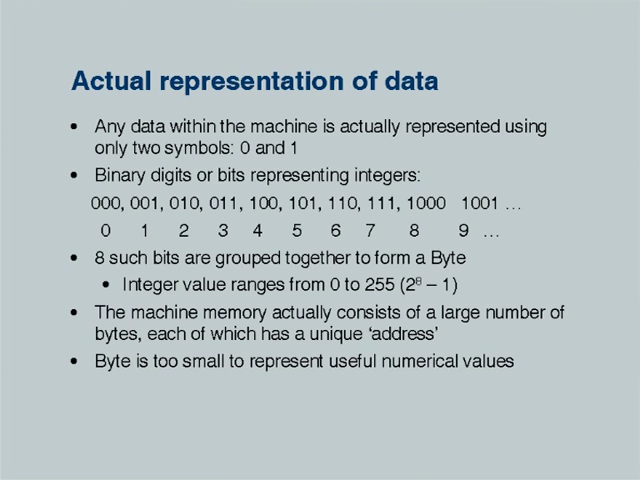 Actual representation of data
• Any data within the machine is actually represented using
only two symbols: 0 and 1
• Binary digits or bits representing integers:
000, 001, 010, 011, 100, 101, 110, 111, 1000 1001 …
0 1 2 3 4 5 6 7 8 9 …
• 8 such bits are grouped together to form a Byte
• Integer value ranges from 0 to 255 (2⁸ – 1)
• The machine memory actually consists of a large number of
bytes, each of which has a unique ‘address’
• Byte is too small to represent useful numerical values